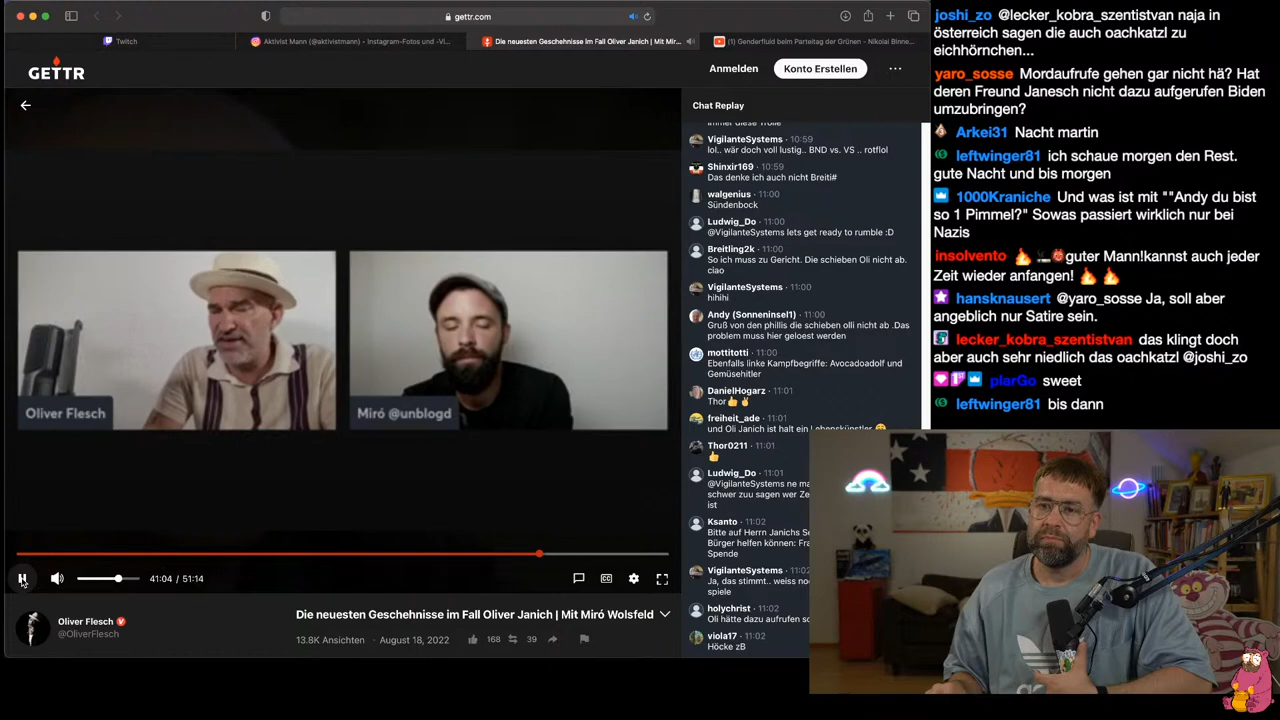 gettr.com
Twitch
Aktivist Mann (@aktivistmann) • Instagram-Fotos und -Vi...
Die neuesten Geschehnisse im Fall Oliver Janich | Mit Mir...
(1) Genderfluid beim Parteitag der Grünen - Nikolai Binne...
GETTR
Anmelden
Konto Erstellen
Chat Replay
Immer diese Trolle
VigilanteSystems · 10:59
lol.. wär doch voll lustig.. BND vs. VS .. rotflol
Shinxir169 · 10:59
Das denke ich auch nicht Breiti#
walgenius · 11:00
Sündenbock
Ludwig_Do · 11:00
@VigilanteSystems lets get ready to rumble :D
Breitling2k · 11:00
So ich muss zu Gericht. Die schieben Oli nicht ab.
ciao
VigilanteSystems · 11:00
hihihi
Andy (Sonneninsel1) · 11:00
Gruß von den phillis die schieben olli nicht ab .Das
problem muss hier geloest werden
mottitotti · 11:00
Ebenfalls linke Kampfbegriffe: Avocadoadolf und
Gemüsehitler
DanielHogarz · 11:01
Thor👍✌
freiheit_ade · 11:01
und Oli Janich ist halt ein Lebenskünstler 😊
Thor0211 · 11:01
👍
Ludwig_Do · 11:01
@VigilanteSystems ne ma
schwer zuu sagen wer Ze
ist
Ksanto · 11:02
Bitte auf Herrn Janichs Se
Bürger helfen können: Fra
Spende
VigilanteSystems · 11:02
Ja, das stimmt.. weiss no
spiele
holychrist · 11:02
Oli hätte dazu aufrufen so
viola17 · 11:02
Höcke zB
Oliver Flesch
Miró @unblogd
41:04 / 51:14
CC
Oliver Flesch
@OliverFlesch
Die neuesten Geschehnisse im Fall Oliver Janich | Mit Miró Wolsfeld
13.8K Ansichten · August 18, 2022
168
39
joshi_zo @lecker_kobra_szentistvan naja in
österreich sagen die auch oachkatzl zu
eichhörnchen...
yaro_sosse Mordaufrufe gehen gar nicht hä? Hat
deren Freund Janesch nicht dazu aufgerufen Biden
umzubringen?
Arkei31 Nacht martin
leftwinger81 ich schaue morgen den Rest.
gute Nacht und bis morgen
1000Kraniche Und was ist mit ""Andy du bist
so 1 Pimmel?" Sowas passiert wirklich nur bei
Nazis
insolvento guter Mann!kannst auch jeder
Zeit wieder anfangen!
hansknausert @yaro_sosse Ja, soll aber
angeblich nur Satire sein.
lecker_kobra_szentistvan das klingt doch
aber auch sehr niedlich das oachkatzl @joshi_zo
plarGo sweet
leftwinger81 bis dann